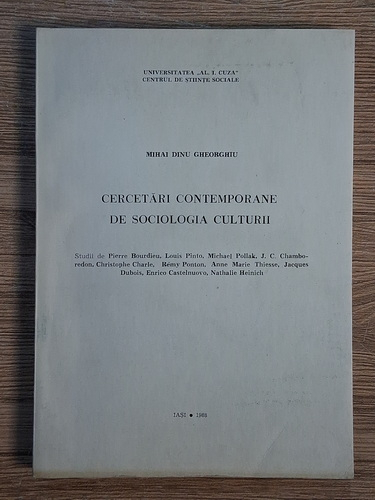 UNIVERSITATEA „AL. I. CUZA"
CENTRUL DE ȘTIINȚE SOCIALE
MIHAI DINU GHEORGHIU
CERCETĂRI CONTEMPORANE
DE SOCIOLOGIA CULTURII
Studii de Pierre Bourdieu, Louis Pinto, Michael Pollak, J. C. Chambo-
redon, Christophe Charle, Rémy Ponton, Anne Marie Thiesse, Jacques
Dubois, Enrico Castelnuovo, Nathalie Heinich
IAȘI ●